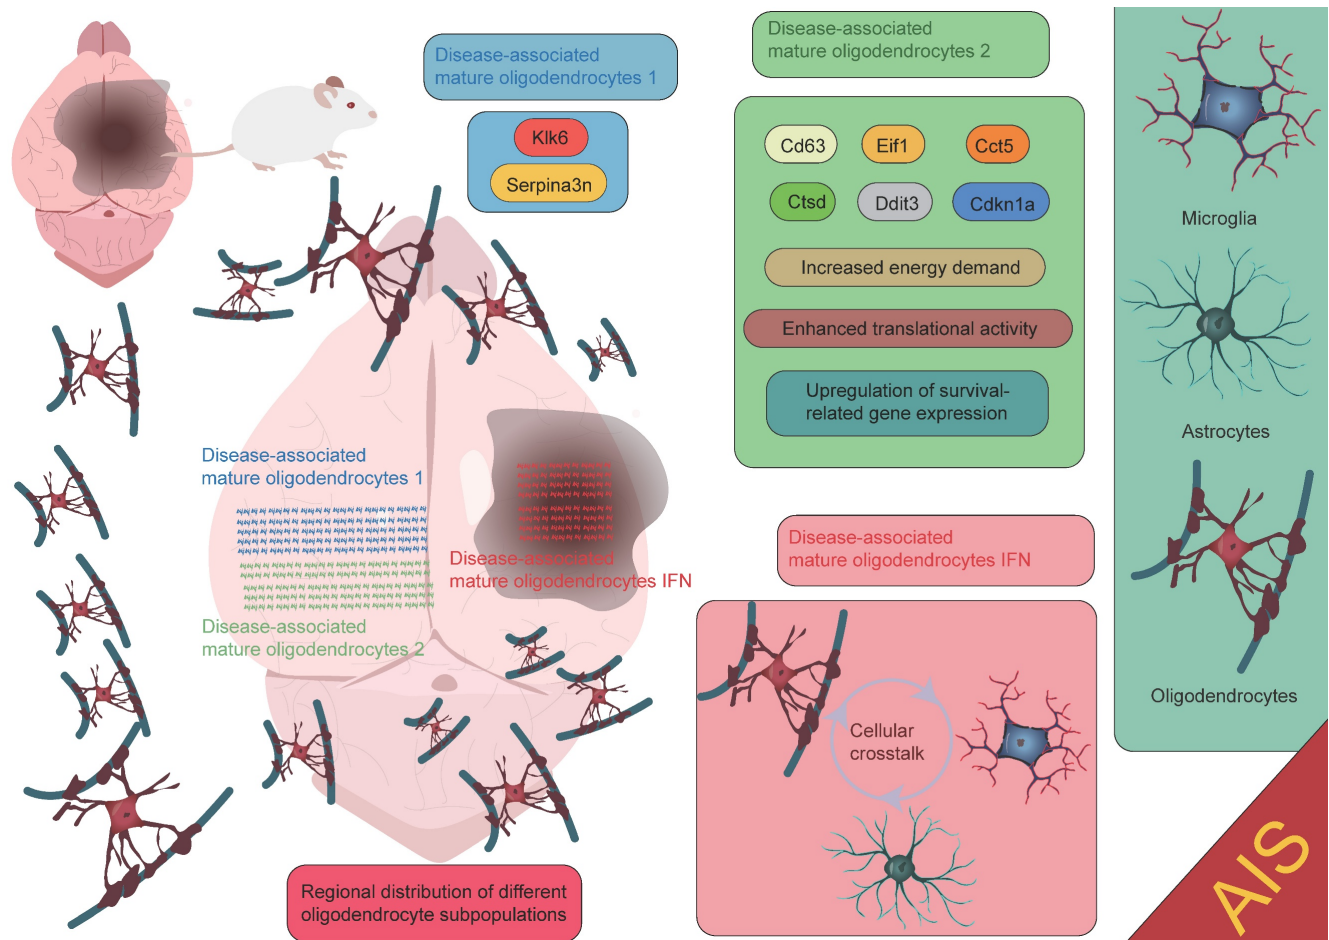 Disease-associated
mature oligodendrocytes 1
Klk6
Serpina3n
Disease-associated
mature oligodendrocytes 2
Cd63
Eif1
Cct5
Ctsd
Ddit3
Cdkn1a
Increased energy demand
Enhanced translational activity
Upregulation of survival-
related gene expression
Microglia
Astrocytes
Oligodendrocytes
Disease-associated
mature oligodendrocytes 1
Disease-associated
mature oligodendrocytes IFN
Disease-associated
mature oligodendrocytes 2
Disease-associated
mature oligodendrocytes IFN
Cellular
crosstalk
Regional distribution of different
oligodendrocyte subpopulations
AIS